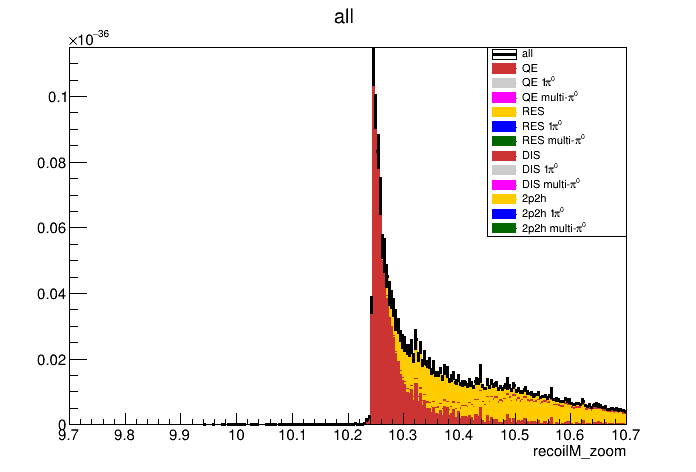 all
×10⁻³⁶
0.1
0.08
0.06
0.04
0.02
0
9.7 9.8 9.9 10 10.1 10.2 10.3 10.4 10.5 10.6 10.7
recoilM_zoom
all
QE
QE 1π⁰
QE multi-π⁰
RES
RES 1π⁰
RES multi-π⁰
DIS
DIS 1π⁰
DIS multi-π⁰
2p2h
2p2h 1π⁰
2p2h multi-π⁰